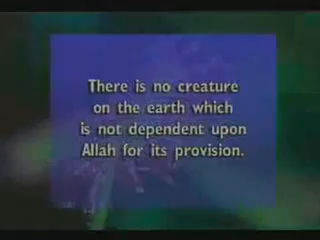 There is no creature
on the earth which
is not dependent upon
Allah for its provision.